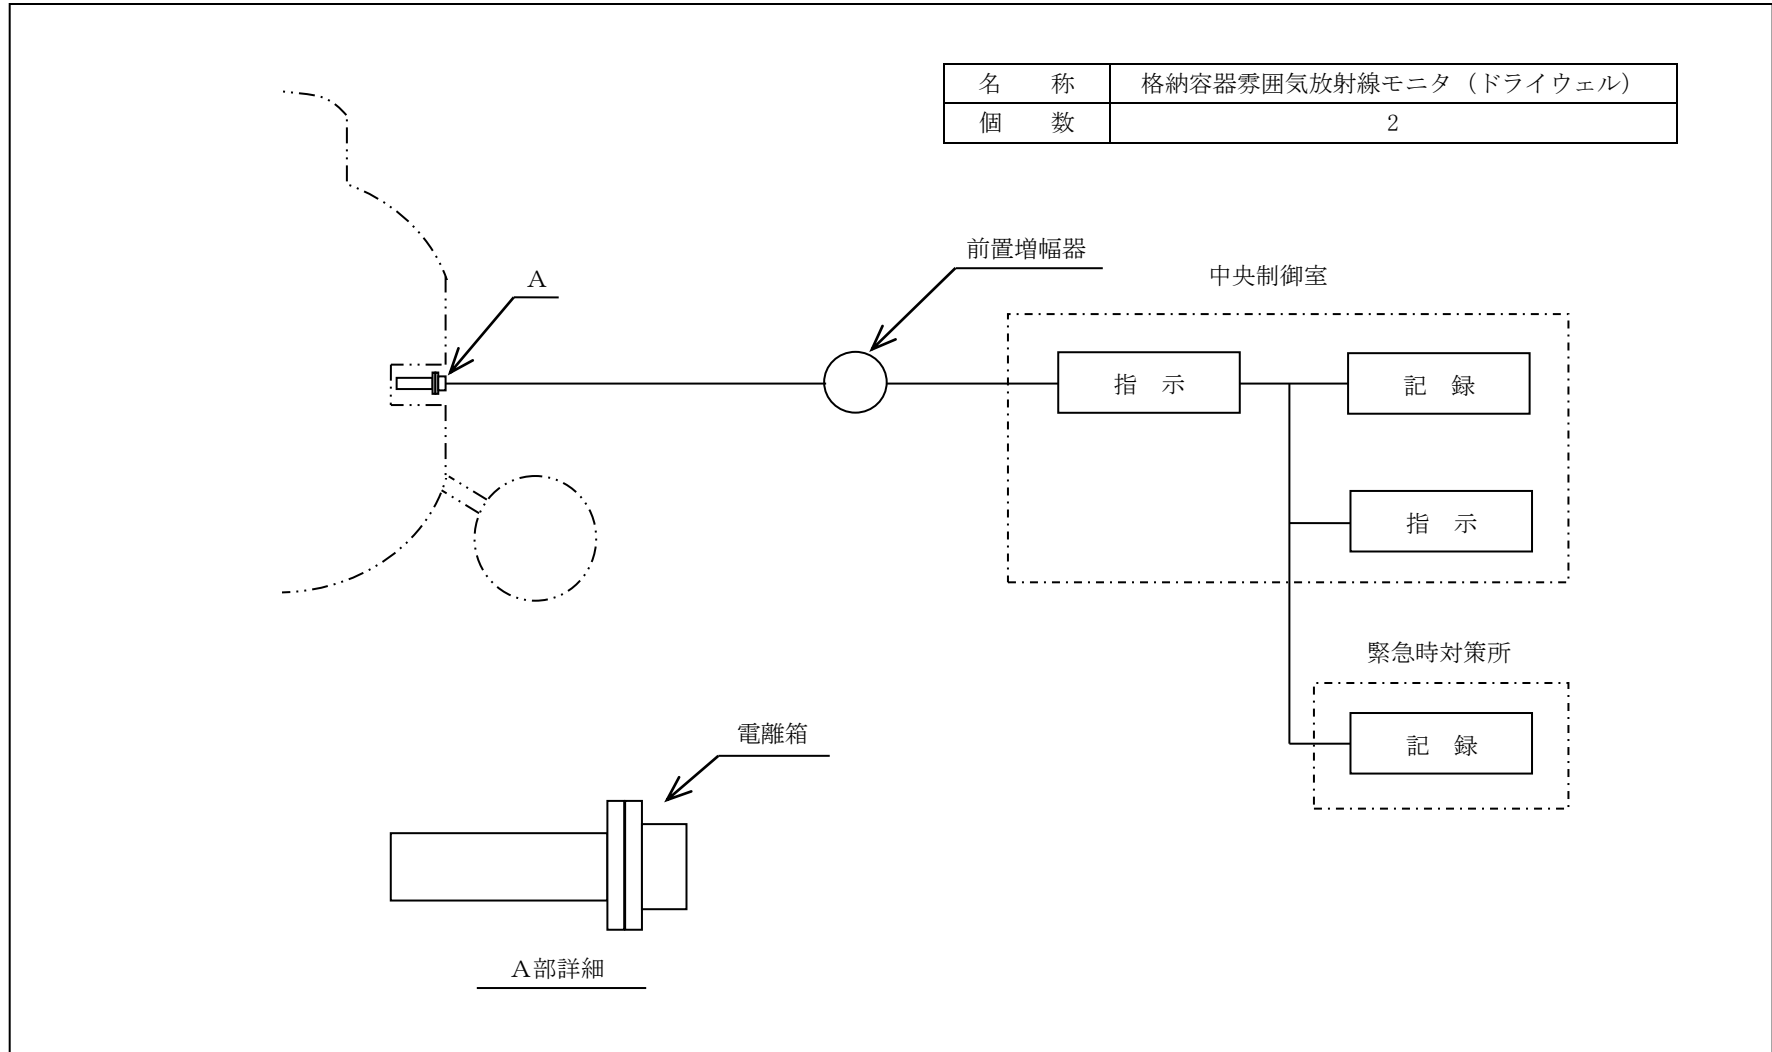 名　　称　格納容器雰囲気放射線モニタ（ドライウェル）
個　　数　2
前置増幅器
A
中央制御室
指　示　記　録
指　示
緊急時対策所
記　録
電離箱
A部詳細